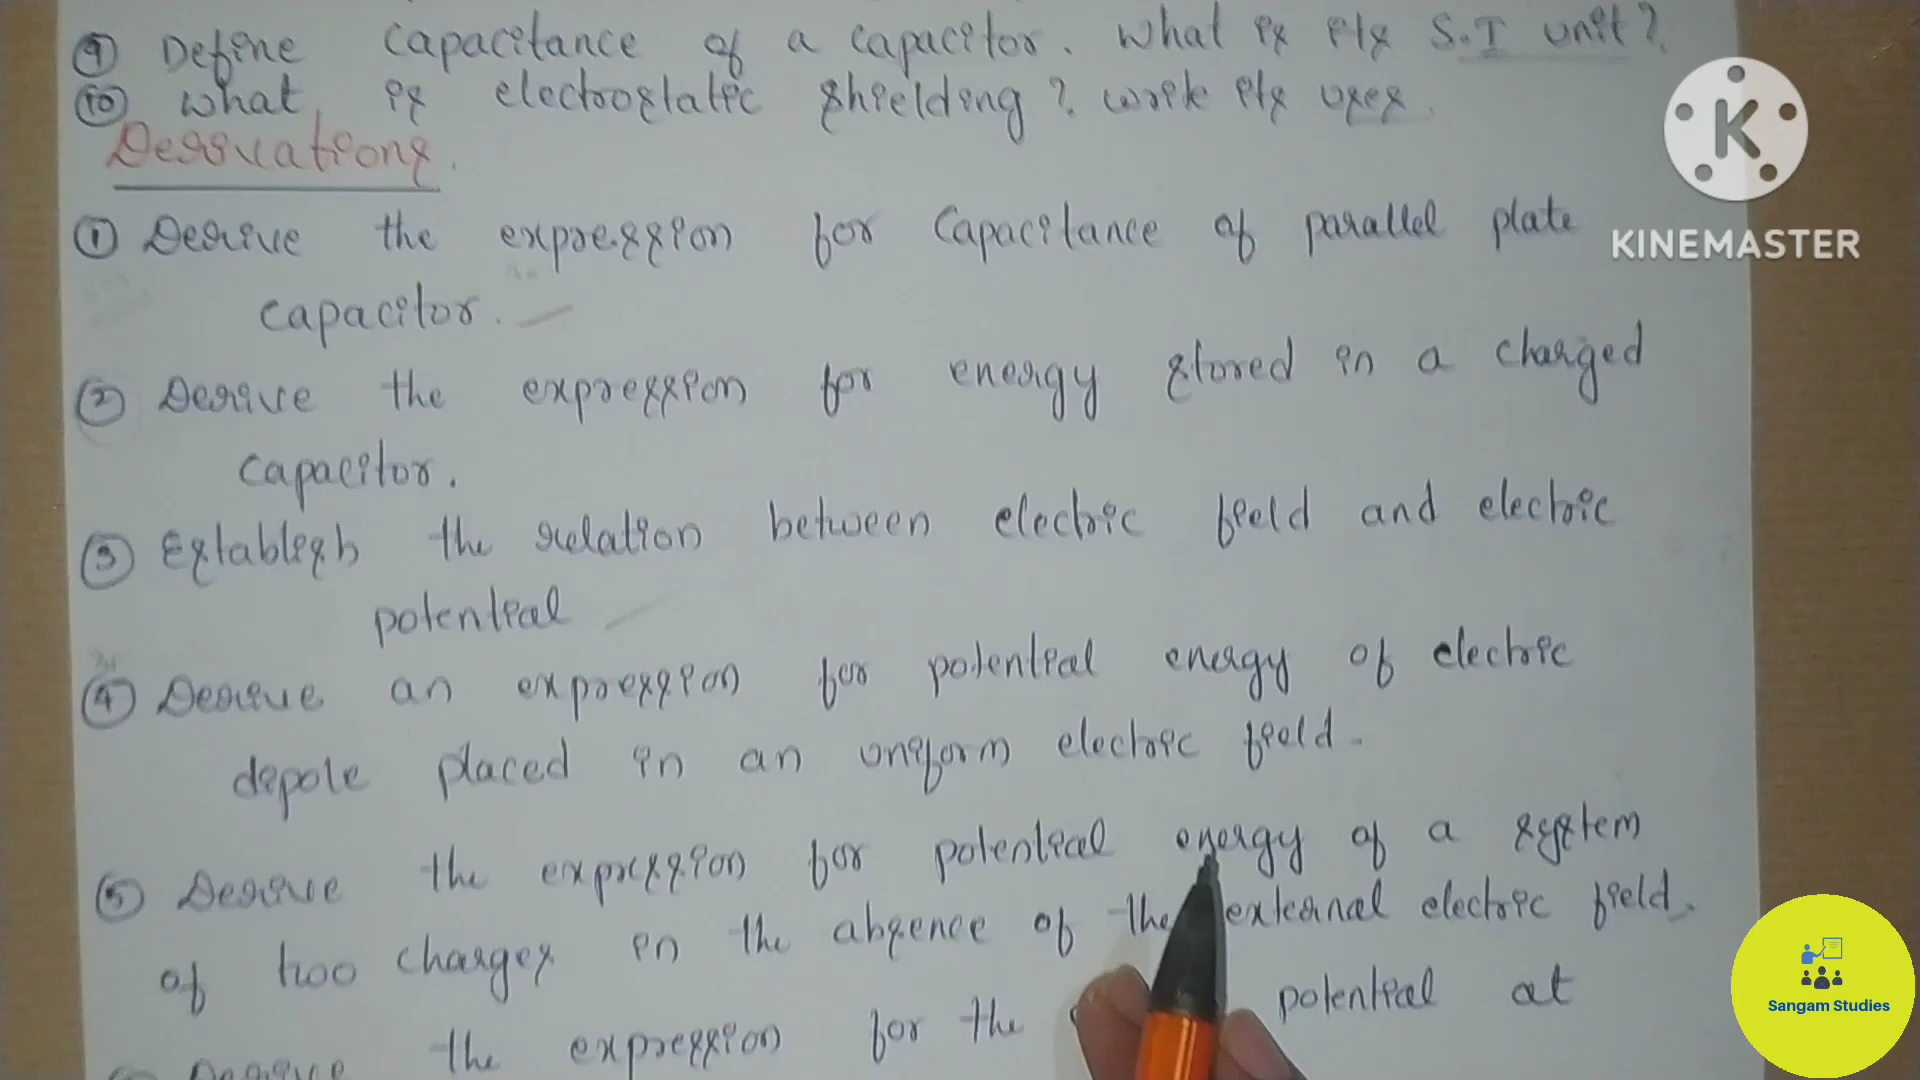 9 Define capacitance of a capacitor. What is its S.I unit?
10 What is electrostatic shielding? write its uses.
Derivations.
1 Derive the expression for Capacitance of parallel plate
capacitor.
2 Derive the expression for energy stored in a charged
capacitor.
3 Establish the relation between electric field and electric
potential
4 Derive an expression for potential energy of electric
dipole placed in an uniform electric field.
5 Derive the expression for potential energy of a system
of two charges in the absence of the external electric field.
Derive the expression for the potential at
K
KINEMASTER
Sangam Studies